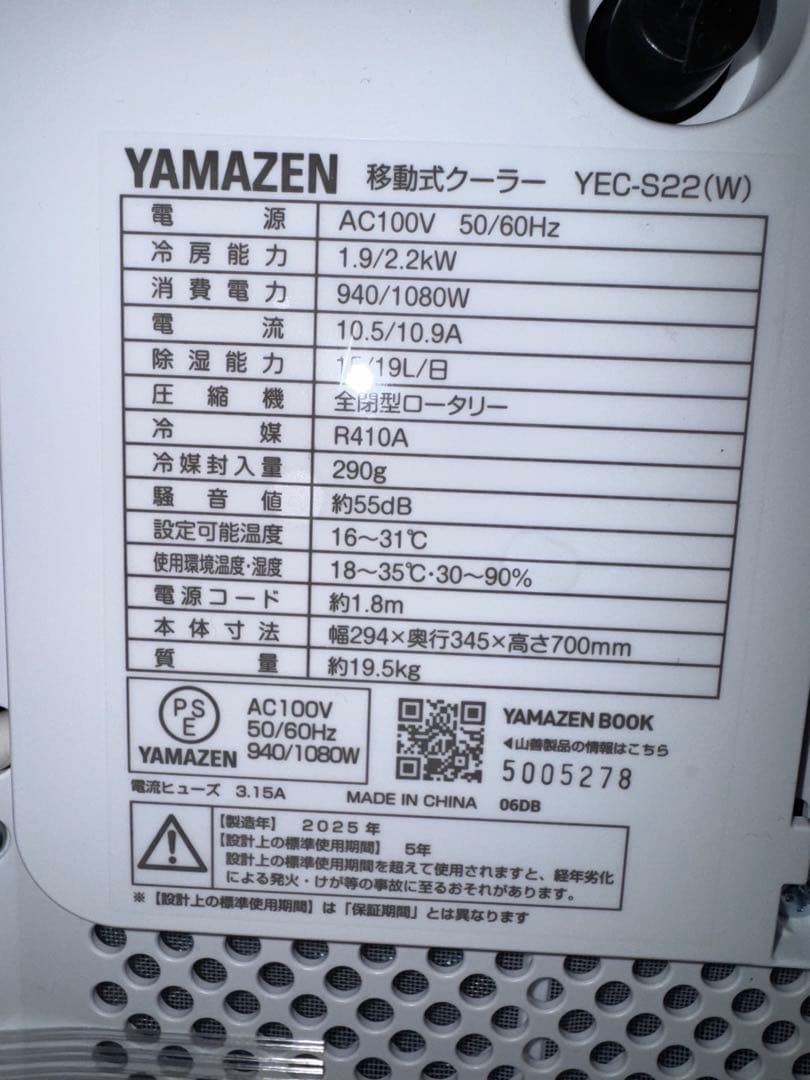 YAMAZEN 移動式クーラー YEC-S22(W)
電源 AC100V 50/60Hz
冷房能力 1.9/2.2kW
消費電力 940/1080W
電流 10.5/10.9A
除湿能力 /19L/日
圧縮機 全閉型ロータリー
冷媒 R410A
冷媒封入量 290g
騒音値 約55dB
設定可能温度 16〜31℃
使用環境温度・湿度 18〜35℃・30〜90%
電源コード 約1.8m
本体寸法 幅294×奥行345×高さ700mm
質量 約19.5kg
PSE
YAMAZEN
AC100V
50/60Hz
940/1080W
YAMAZEN BOOK
◀山善製品の情報はこちら
5005278
電流ヒューズ 3.15A
MADE IN CHINA 06DB
【製造年】 2025年
【設計上の標準使用期間】 5年
設計上の標準使用期間を超えて使用されますと、経年劣化
による発火・けが等の事故に至るおそれがあります。
※【設計上の標準使用期間】は「保証期間」とは異なります